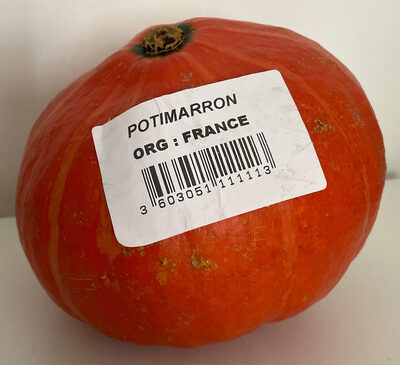 POTIMARRON
ORG : FRANCE
3 603051 111113